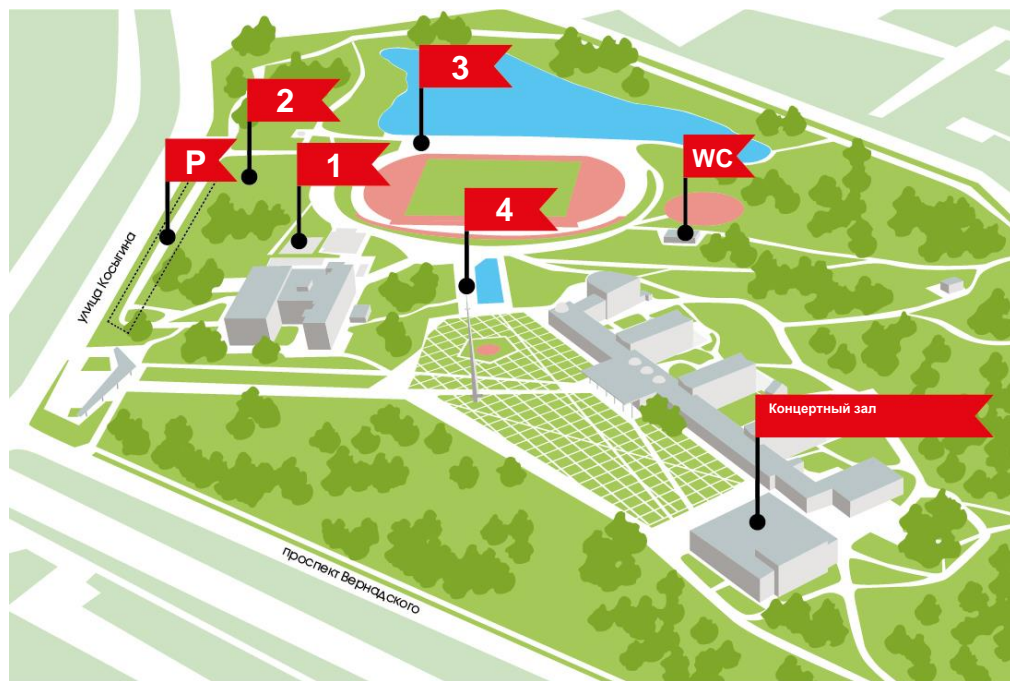 3
2
P
1
WC
4
улица Косыгина
Концертный зал
проспект Вернадского